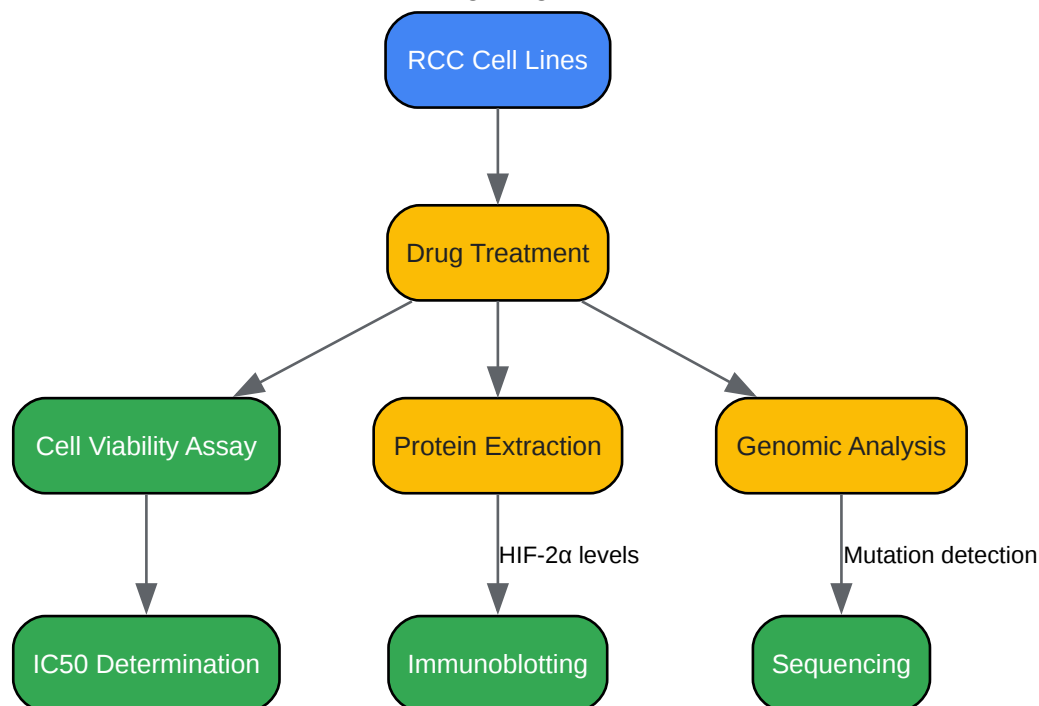 RCC Cell Lines
Drug Treatment
Cell Viability Assay
Protein Extraction
Genomic Analysis
HIF-2α levels
Mutation detection
IC50 Determination
Immunoblotting
Sequencing